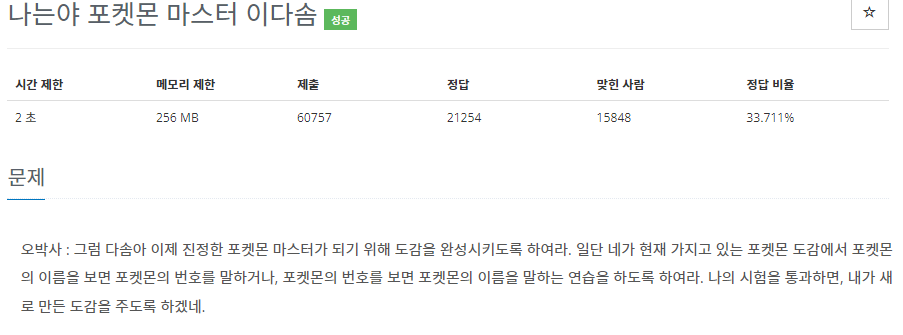 나는야 포켓몬 마스터 이다솜 성공
☆
시간 제한 메모리 제한 제출 정답 맞힌 사람 정답 비율
2 초 256 MB 60757 21254 15848 33.711%
문제
오박사 : 그럼 다솜아 이제 진정한 포켓몬 마스터가 되기 위해 도감을 완성시키도록 하여라. 일단 네가 현재 가지고 있는 포켓몬 도감에서 포켓몬
의 이름을 보면 포켓몬의 번호를 말하거나, 포켓몬의 번호를 보면 포켓몬의 이름을 말하는 연습을 하도록 하여라. 나의 시험을 통과하면, 내가 새
로 만든 도감을 주도록 하겠네.